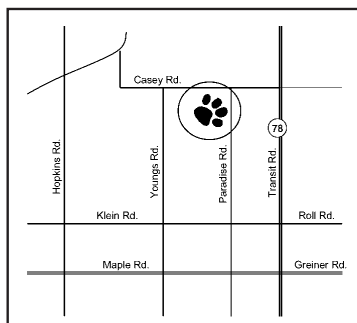 Casey Rd.
78
Hopkins Rd.
Youngs Rd.
Paradise Rd.
Transit Rd.
Klein Rd.
Roll Rd.
Maple Rd.
Greiner Rd.